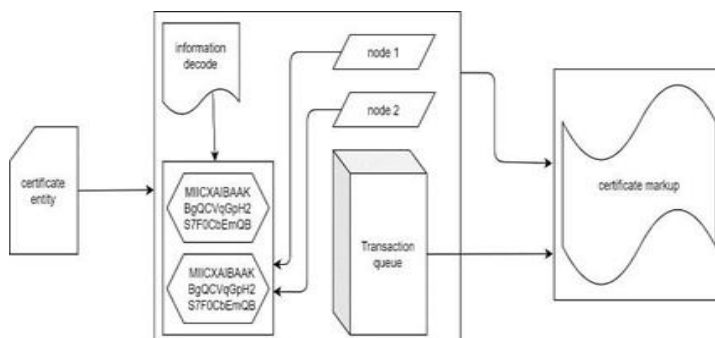 information
decode
node 1
node 2
certificate
entity
MIICXAIBAAK
BgQCVqGpH2
S7F0CbEmQB
MIICXAIBAAK
BgQCVqGpH2
S7F0CbEmQB
Transaction
queue
certificate markup